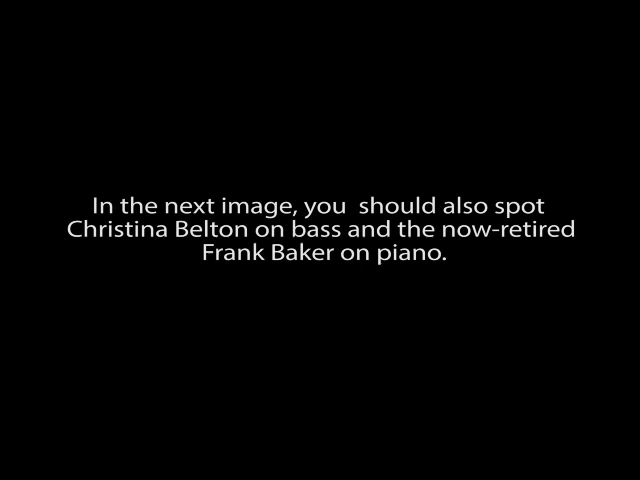 In the next image, you  should also spot
Christina Belton on bass and the now-retired
Frank Baker on piano.